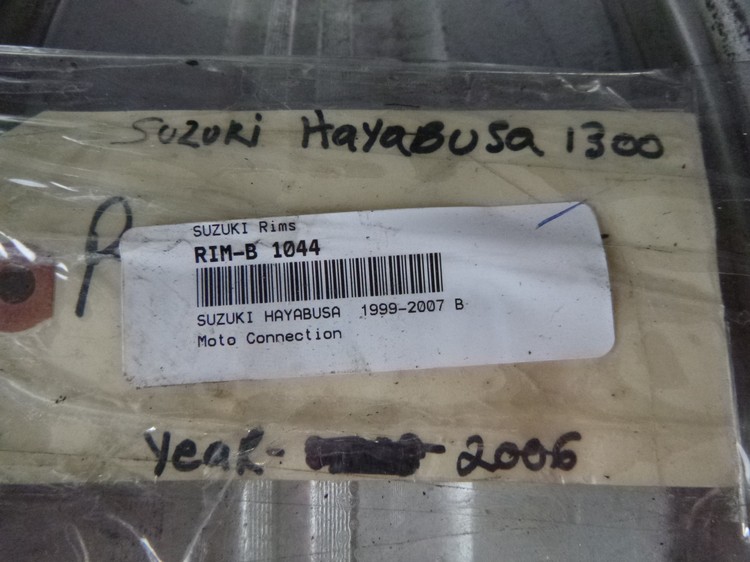 Suzuki Hayabusa 1300
SUZUKI Rims
RIM-B 1044
SUZUKI HAYABUSA 1999-2007 B
Moto Connection
Year- 2006